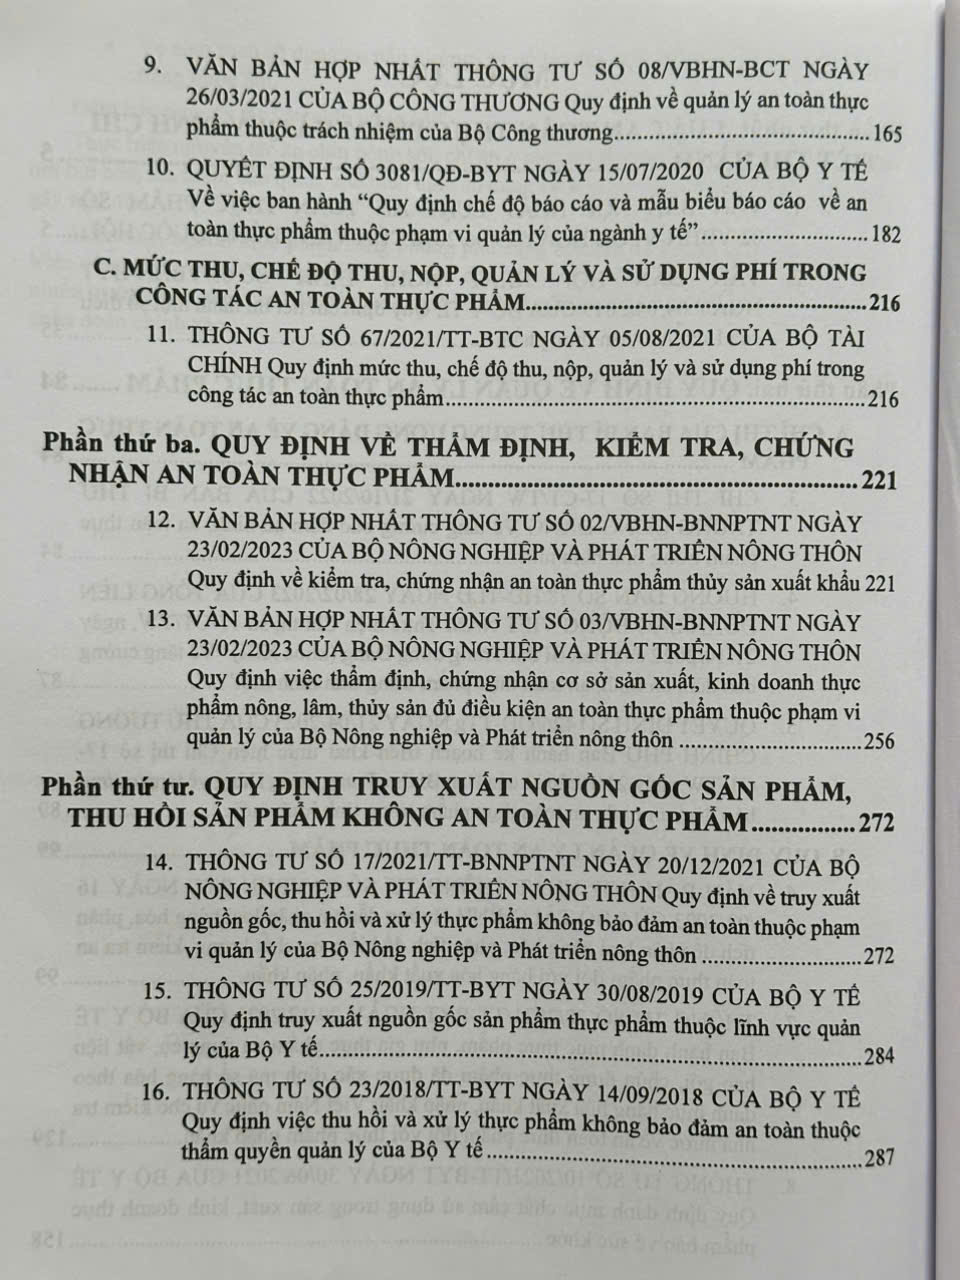 9. VĂN BẢN HỢP NHẤT THÔNG TƯ SỐ 08/VBHN-BCT NGÀY
26/03/2021 CỦA BỘ CÔNG THƯƠNG Quy định về quản lý an toàn thực
phẩm thuộc trách nhiệm của Bộ Công thương.......................................165
10. QUYẾT ĐỊNH SỐ 3081/QĐ-BYT NGÀY 15/07/2020 CỦA BỘ Y TẾ
Về việc ban hành “Quy định chế độ báo cáo và mẫu biểu báo cáo về an
toàn thực phẩm thuộc phạm vi quản lý của ngành y tế”.........................182
C. MỨC THU, CHẾ ĐỘ THU, NỘP, QUẢN LÝ VÀ SỬ DỤNG PHÍ TRONG
CÔNG TÁC AN TOÀN THỰC PHẨM....................................................216
11. THÔNG TƯ SỐ 67/2021/TT-BTC NGÀY 05/08/2021 CỦA BỘ TÀI
CHÍNH Quy định mức thu, chế độ thu, nộp, quản lý và sử dụng phí trong
công tác an toàn thực phẩm................................................................216
Phần thứ ba. QUY ĐỊNH VỀ THẨM ĐỊNH, KIỂM TRA, CHỨNG
NHẬN AN TOÀN THỰC PHẨM.........................................................221
12. VĂN BẢN HỢP NHẤT THÔNG TƯ SỐ 02/VBHN-BNNPTNT NGÀY
23/02/2023 CỦA BỘ NÔNG NGHIỆP VÀ PHÁT TRIỂN NÔNG THÔN
Quy định về kiểm tra, chứng nhận an toàn thực phẩm thủy sản xuất khẩu 221
13. VĂN BẢN HỢP NHẤT THÔNG TƯ SỐ 03/VBHN-BNNPTNT NGÀY
23/02/2023 CỦA BỘ NÔNG NGHIỆP VÀ PHÁT TRIỂN NÔNG THÔN
Quy định việc thẩm định, chứng nhận cơ sở sản xuất, kinh doanh thực
phẩm nông, lâm, thủy sản đủ điều kiện an toàn thực phẩm thuộc phạm vi
quản lý của Bộ Nông nghiệp và Phát triển nông thôn ............................256
Phần thứ tư. QUY ĐỊNH TRUY XUẤT NGUỒN GỐC SẢN PHẨM,
THU HỒI SẢN PHẨM KHÔNG AN TOÀN THỰC PHẨM................272
14. THÔNG TƯ SỐ 17/2021/TT-BNNPTNT NGÀY 20/12/2021 CỦA BỘ
NÔNG NGHIỆP VÀ PHÁT TRIỂN NÔNG THÔN Quy định về truy xuất
nguồn gốc, thu hồi và xử lý thực phẩm không bảo đảm an toàn thuộc phạm
vi quản lý của Bộ Nông nghiệp và Phát triển nông thôn ........................272
15. THÔNG TƯ SỐ 25/2019/TT-BYT NGÀY 30/08/2019 CỦA BỘ Y TẾ
Quy định truy xuất nguồn gốc sản phẩm thực phẩm thuộc lĩnh vực quản
lý của Bộ Y tế..................................................................................284
16. THÔNG TƯ SỐ 23/2018/TT-BYT NGÀY 14/09/2018 CỦA BỘ Y TẾ
Quy định việc thu hồi và xử lý thực phẩm không bảo đảm an toàn thuộc
thẩm quyền quản lý của Bộ Y tế.........................................................287